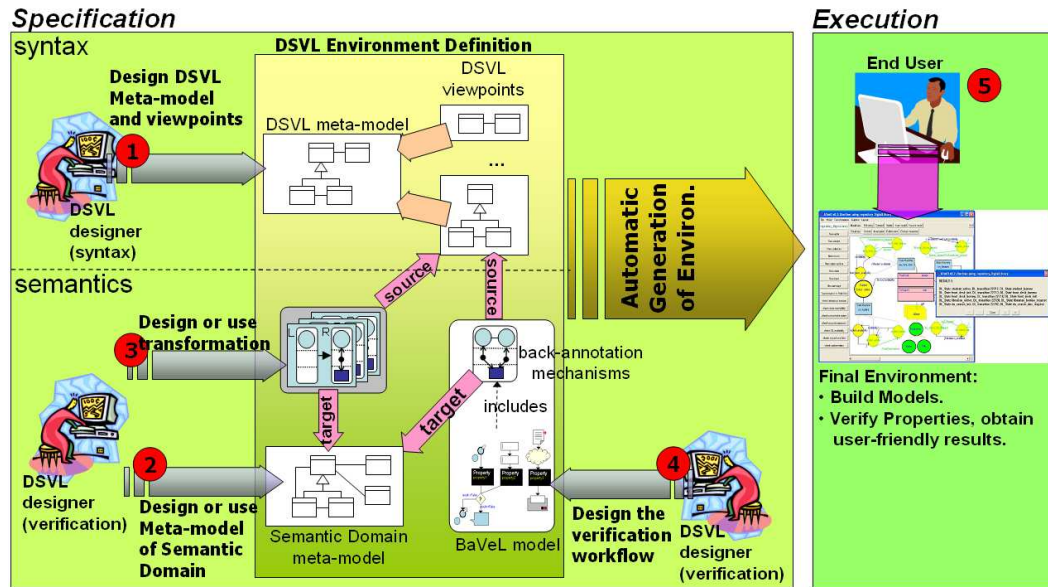 Specification
Execution
syntax
DSVL Environment Definition
Design DSVL
Meta-model
and viewpoints
DSVL
viewpoints
DSVL meta-model
...
1
DSVL
designer
(syntax)
semantics
source
source
Automatic
Generation
of Environ.
End User
5
Design or use
transformation
3
R
back-annotation
mechanisms
target
target
includes
2
DSVL
designer
(verification)
Design or use
Meta-model
of Semantic
Domain
Semantic Domain
meta-model
Property
Property
BaVeL model
4
Design the
verification
workflow
DSVL
designer
(verification)
Final Environment:
• Build Models.
• Verify Properties, obtain
user-friendly results.